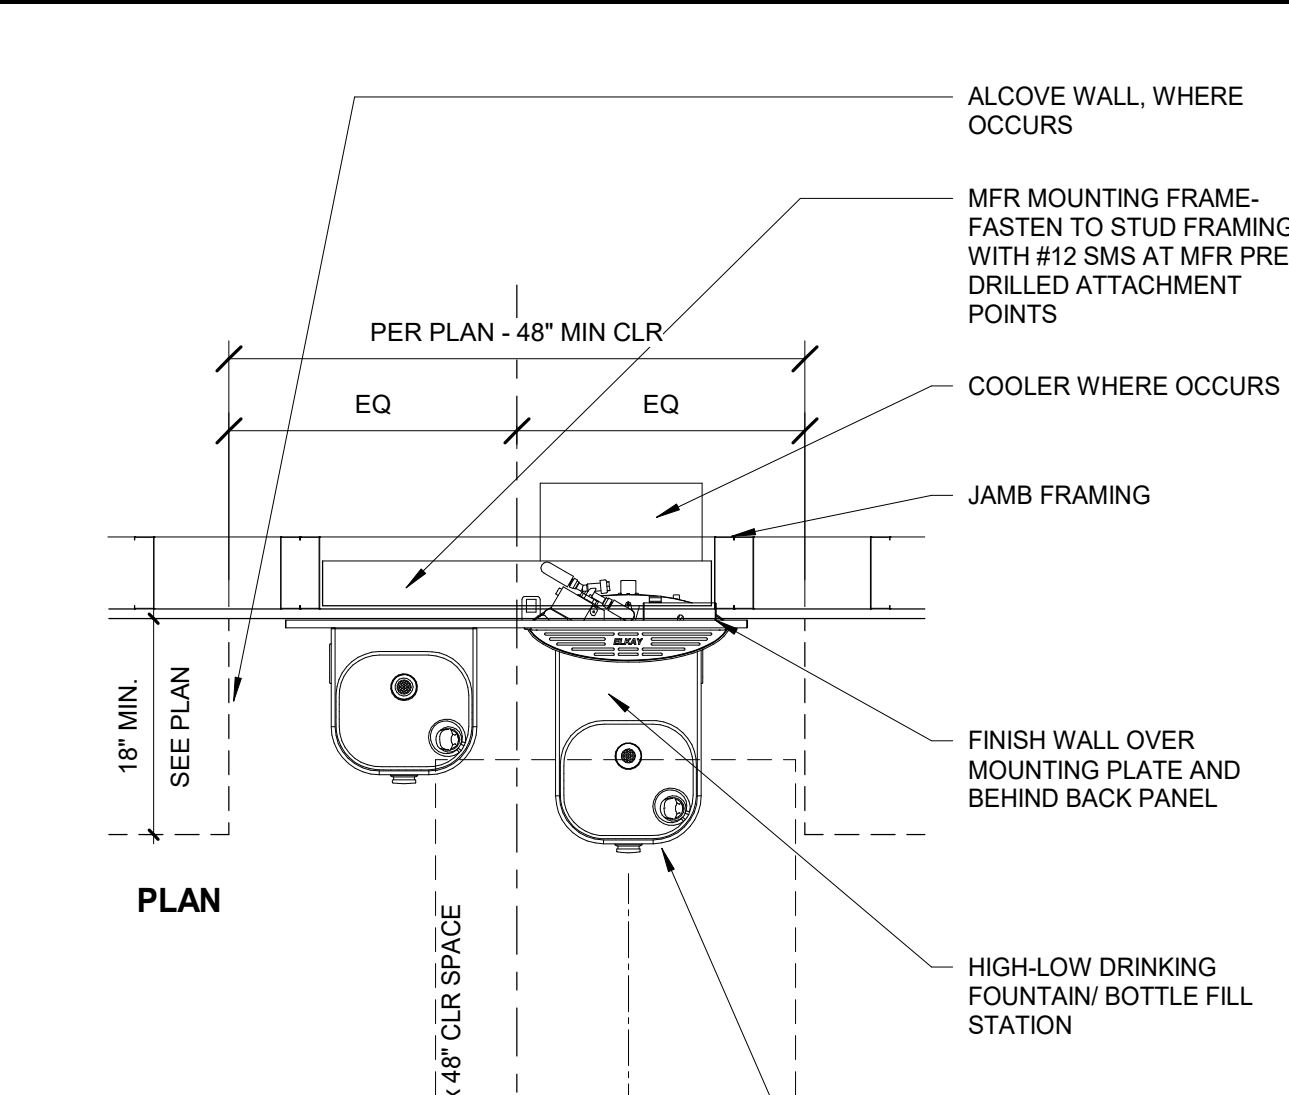 ALCOVE WALL, WHERE
OCCURS
MFR MOUNTING FRAME-
FASTEN TO STUD FRAMING
WITH #12 SMS AT MFR PRE
DRILLED ATTACHMENT
POINTS
PER PLAN - 48" MIN CLR
COOLER WHERE OCCURS
EQ
EQ
JAMB FRAMING
ELKAY
18" MIN.
SEE PLAN
FINISH WALL OVER
MOUNTING PLATE AND
BEHIND BACK PANEL
PLAN
x 48" CLR SPACE
HIGH-LOW DRINKING
FOUNTAIN/ BOTTLE FILL
STATION